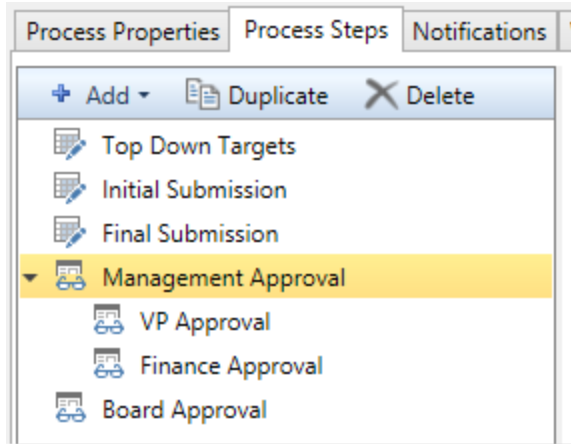 Process Properties Process Steps Notifications
Add Duplicate Delete
Top Down Targets
Initial Submission
Final Submission
Management Approval
VP Approval
Finance Approval
Board Approval